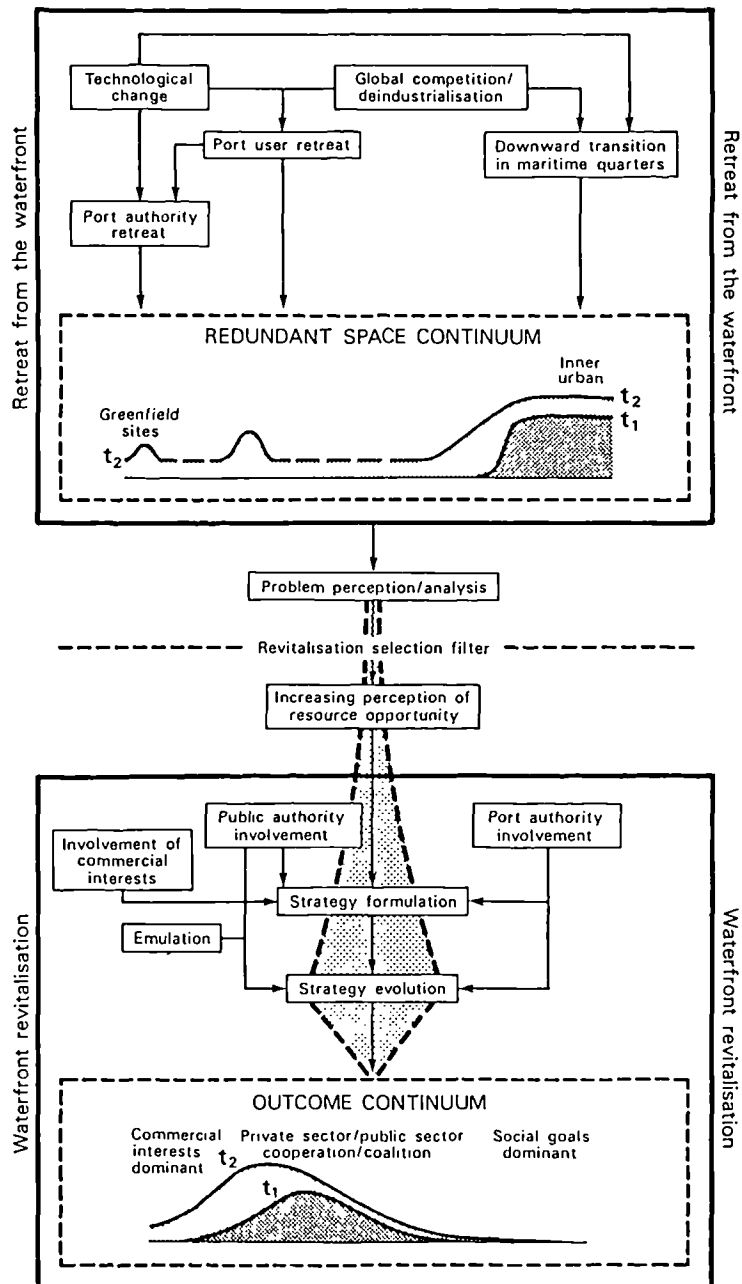 Technological
change
Global competition/
deindustrialisation
Port user retreat
Downward transition
in maritime quarters
Port authority
retreat
Retreat from the waterfront
Retreat from the waterfront
REDUNDANT SPACE CONTINUUM
Inner
urban
Greenfield
sites
t2
t1
t2
Problem perception/analysis
Revitalisation selection filter
Increasing perception of
resource opportunity
Public authority
involvement
Port authority
involvement
Involvement of
commercial
interests
Strategy formulation
Emulation
Strategy evolution
Waterfront revitalisation
Waterfront revitalisation
OUTCOME CONTINUUM
Commercial
interests
dominant
Private sector/public sector
cooperation/coalition
Social goals
dominant
t2
t1